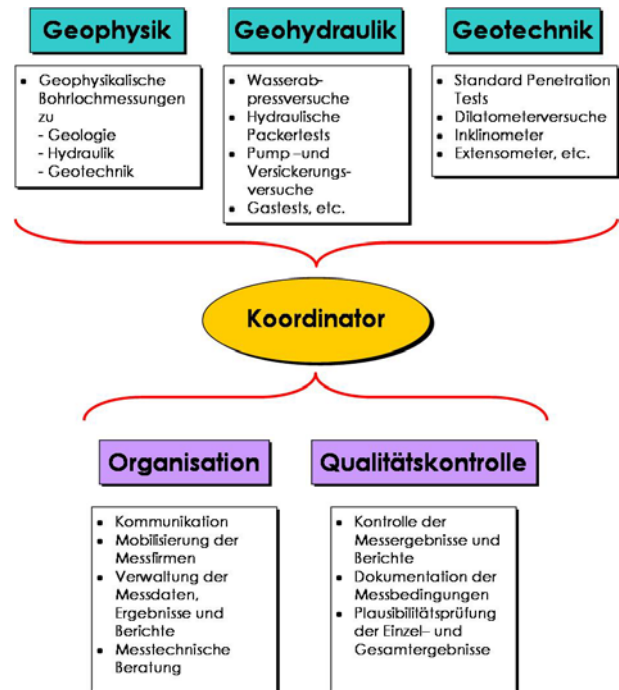 Geophysik
▪ Geophysikalische
Bohrlochmessungen
zu
- Geologie
- Hydraulik
- Geotechnik
Geohydraulik
▪ Wasserab-
pressversuche
▪ Hydraulische
Packertests
▪ Pump –und
Versickerungs-
versuche
▪ Gastests, etc.
Geotechnik
▪ Standard Penetration
Tests
▪ Dilatometerversuche
▪ Inklinometer
▪ Extensometer, etc.
Koordinator
Organisation
▪ Kommunikation
▪ Mobilisierung der
Messfirmen
▪ Verwaltung der
Messdaten,
Ergebnisse und
Berichte
▪ Messtechnische
Beratung
Qualitätskontrolle
▪ Kontrolle der
Messergebnisse und
Berichte
▪ Dokumentation der
Messbedingungen
▪ Plausibilitätsprüfung
der Einzel– und
Gesamtergebnisse